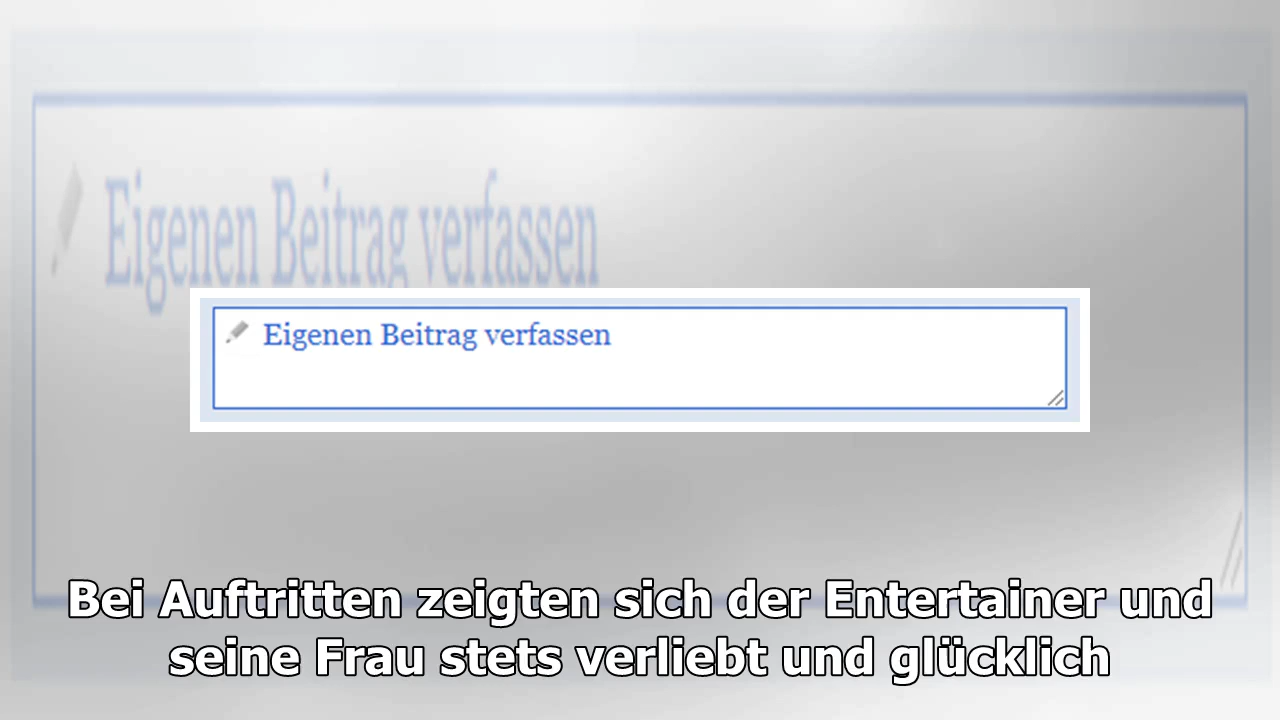 Eigenen Beitrag verfassen
Eigenen Beitrag verfassen
Bei Auftritten zeigten sich der Entertainer und
seine Frau stets verliebt und glücklich